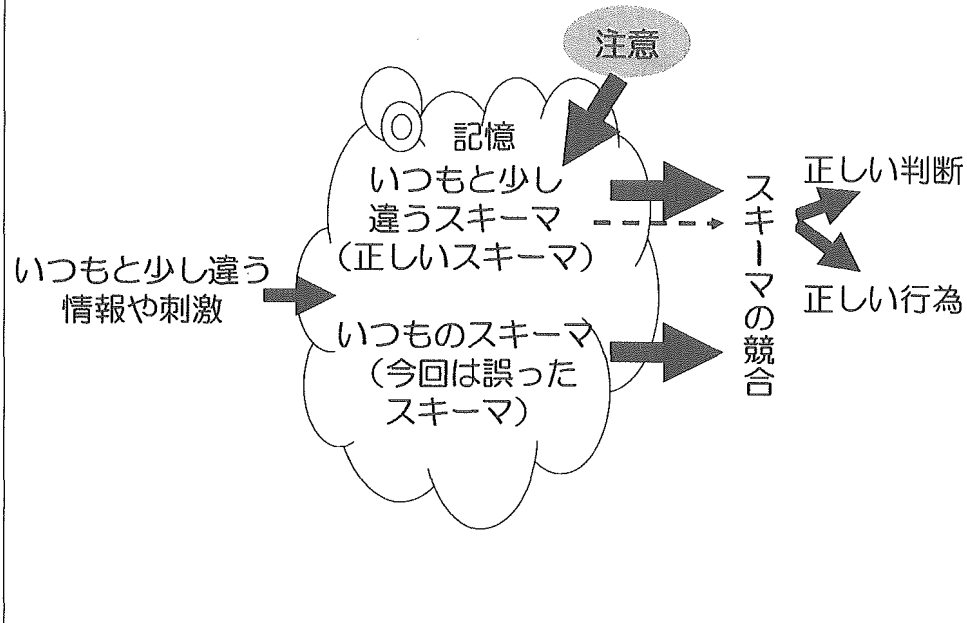 注意
記憶
いつもと少し
違うスキーマ
（正しいスキーマ）
いつもと少し違う
情報や刺激
いつものスキーマ
（今回は誤った
スキーマ）
スキーマの競合
正しい判断
正しい行為